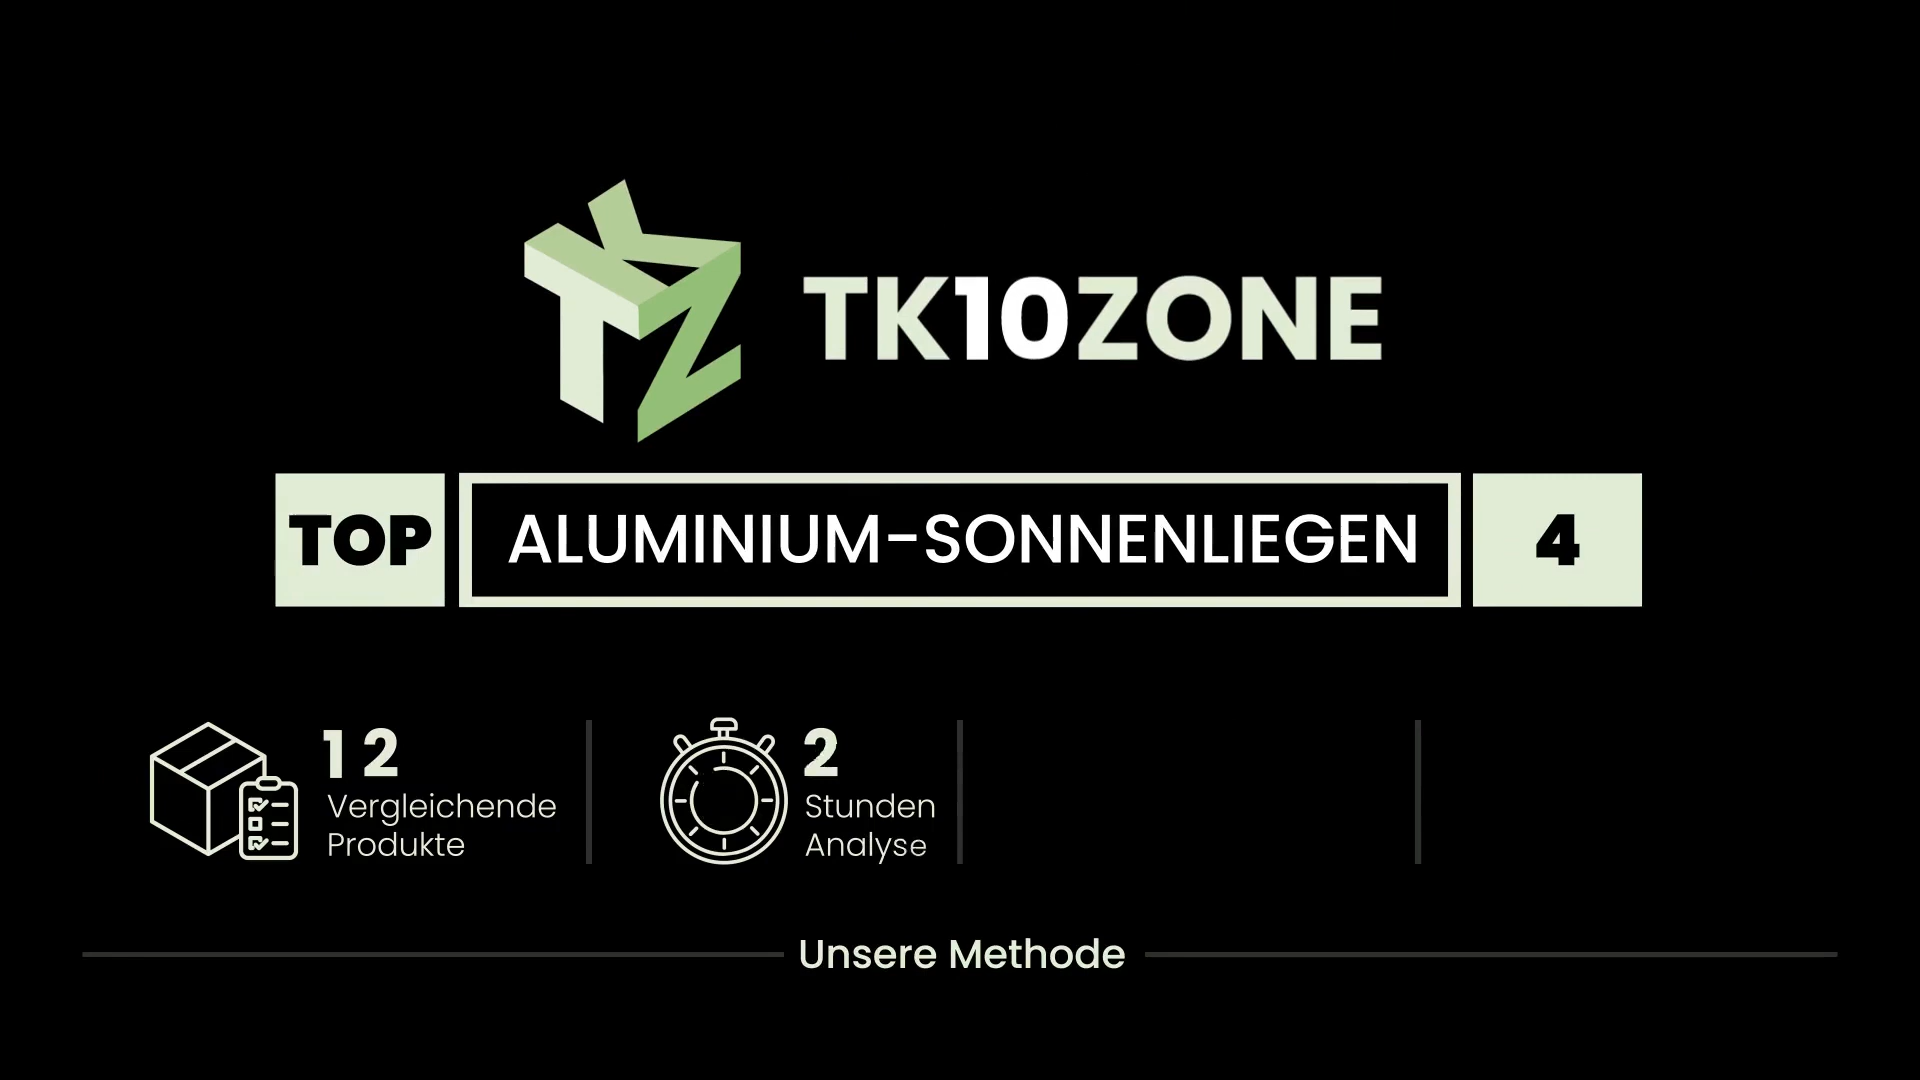 TK10ZONE
TOP ALUMINIUM-SONNENLIEGEN 4
12
Vergleichende
Produkte
2
Stunden
Analyse
Unsere Methode